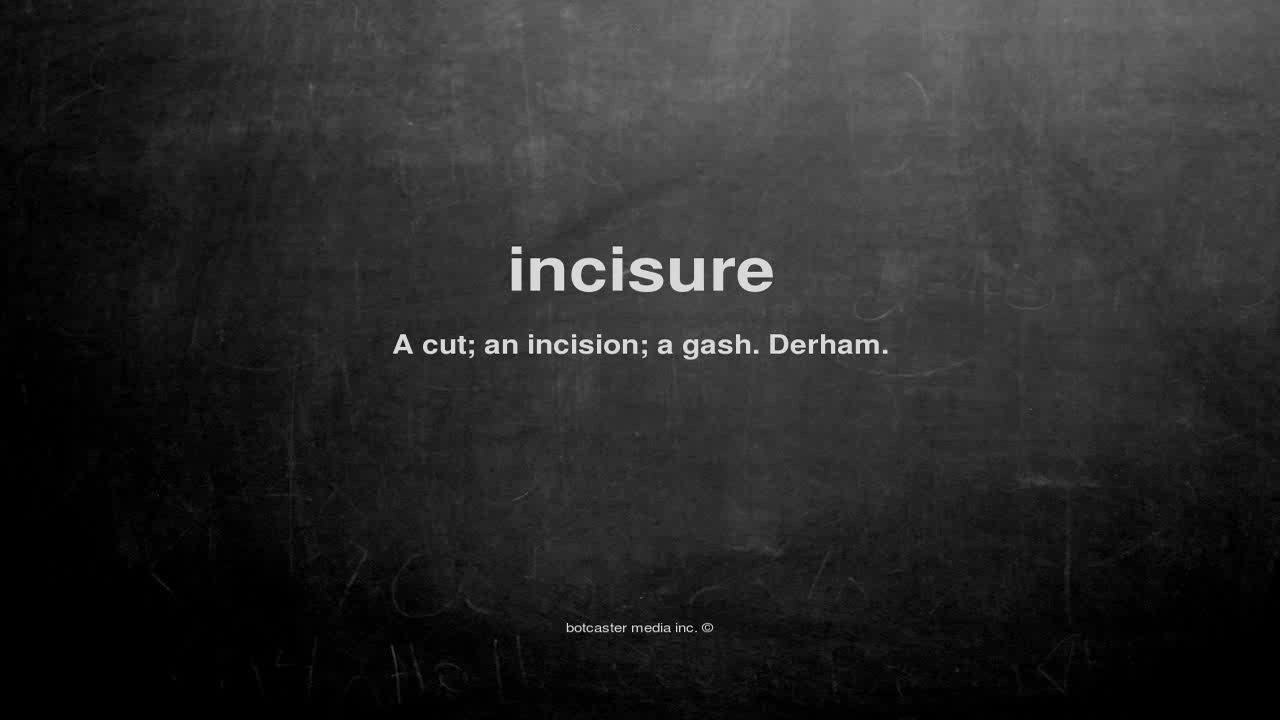 incisure
A cut; an incision; a gash. Derham.
botcaster media inc. ©